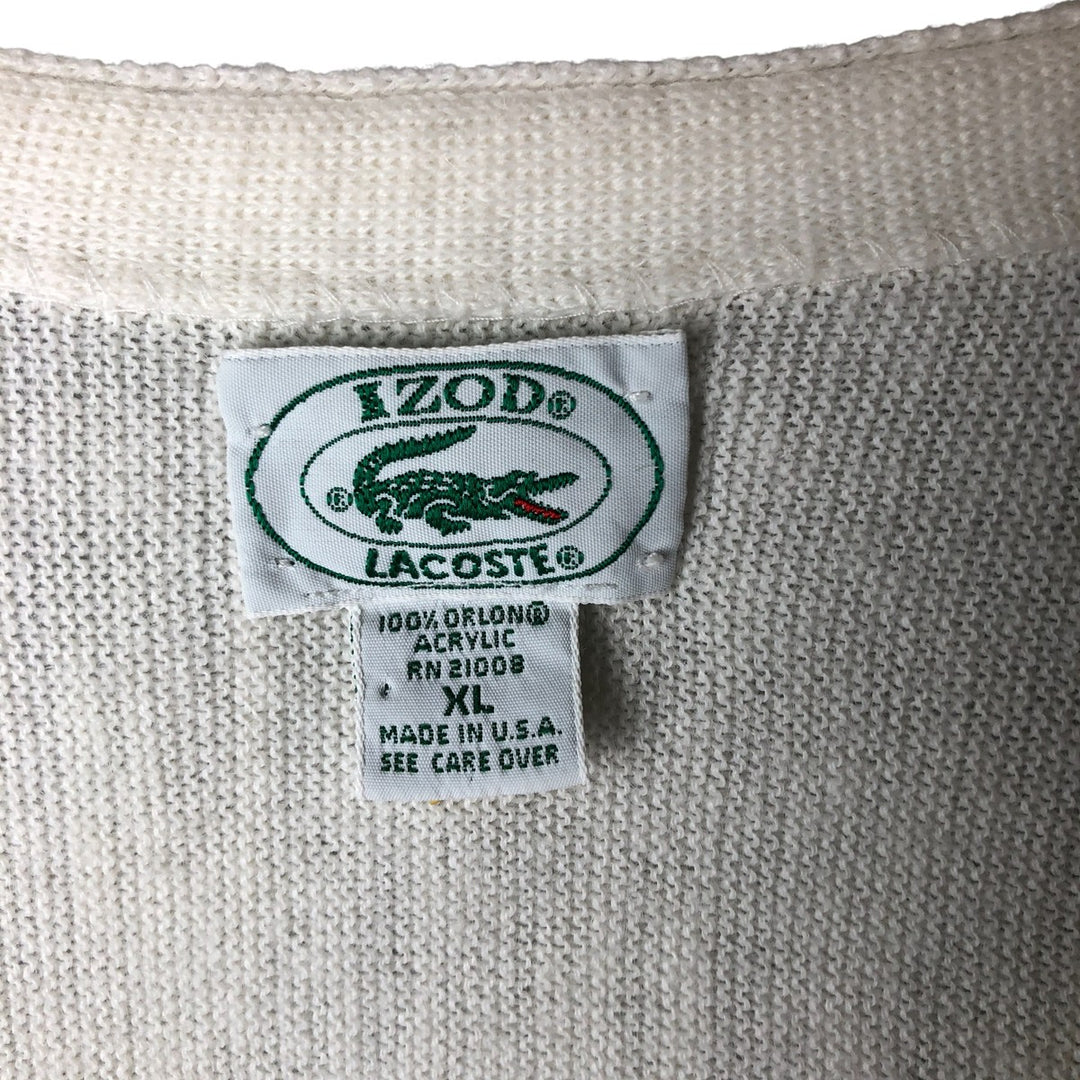 IZOD®
®
LACOSTE®
100% ORLON®
ACRYLIC
RN 21008
XL
MADE IN U.S.A.
SEE CARE OVER